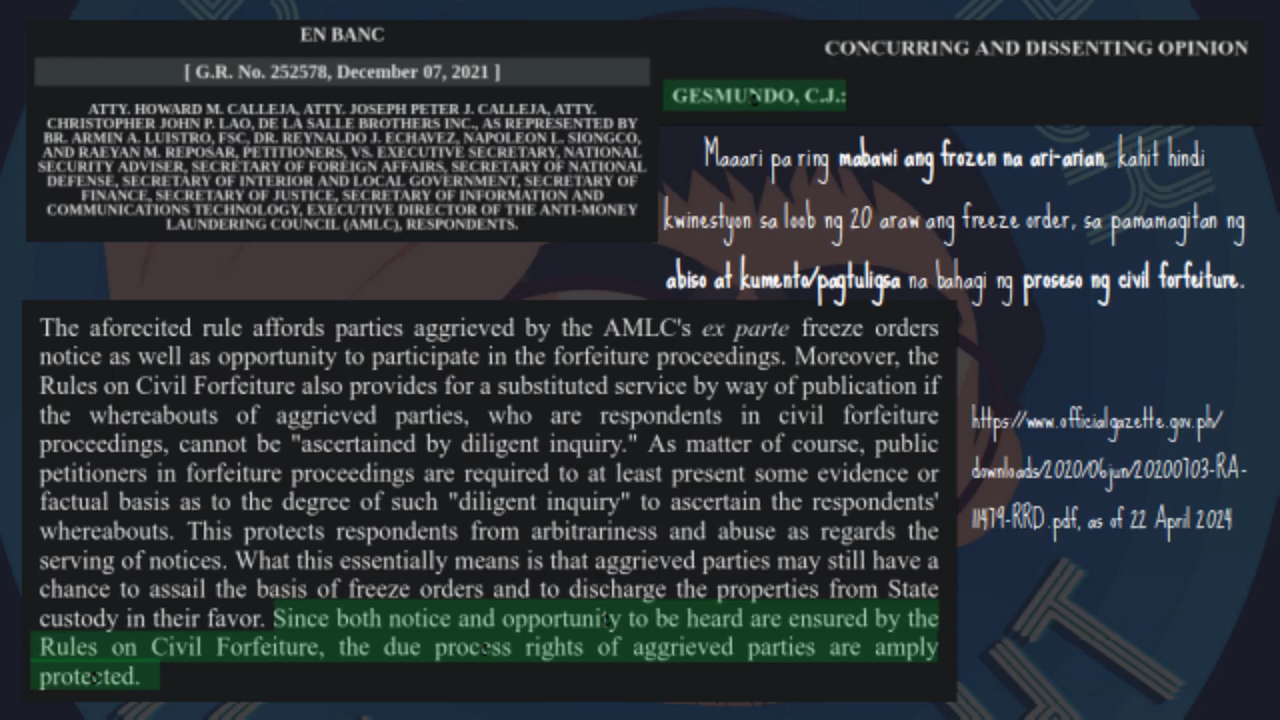 EN BANC
[ G.R. No. 252578, December 07, 2021 ]
ATTY. HOWARD M. CALLEJA, ATTY. JOSEPH PETER J. CALLEJA, ATTY.
CHRISTOPHER JOHN P. LAO, DE LA SALLE BROTHERS INC., AS REPRESENTED BY
BR. ARMIN A. LUISTRO, FSC, DR. REYNALDO J. ECHAVEZ, NAPOLEON L. SIONGCO,
AND RAEYAN M. REPOSAR, PETITIONERS, VS. EXECUTIVE SECRETARY, NATIONAL
SECURITY ADVISER, SECRETARY OF FOREIGN AFFAIRS, SECRETARY OF NATIONAL
DEFENSE, SECRETARY OF INTERIOR AND LOCAL GOVERNMENT, SECRETARY OF
FINANCE, SECRETARY OF JUSTICE, SECRETARY OF INFORMATION AND
COMMUNICATIONS TECHNOLOGY, EXECUTIVE DIRECTOR OF THE ANTI-MONEY
LAUNDERING COUNCIL (AMLC), RESPONDENTS.
CONCURRING AND DISSENTING OPINION
GESMUNDO, C.J.:
Maaari pa ring mabawi ang frozen na ari-arian, kahit hindi
kwinestyon sa loob ng 20 araw ang freeze order, sa pamamagitan ng
abiso at kumento/pagtuligsa na bahagi ng proseso ng civil forfeiture.
The aforecited rule affords parties aggrieved by the AMLC's ex parte freeze orders
notice as well as opportunity to participate in the forfeiture proceedings. Moreover, the
Rules on Civil Forfeiture also provides for a substituted service by way of publication if
the whereabouts of aggrieved parties, who are respondents in civil forfeiture
proceedings, cannot be "ascertained by diligent inquiry." As matter of course, public
petitioners in forfeiture proceedings are required to at least present some evidence or
factual basis as to the degree of such "diligent inquiry" to ascertain the respondents'
whereabouts. This protects respondents from arbitrariness and abuse as regards the
serving of notices. What this essentially means is that aggrieved parties may still have a
chance to assail the basis of freeze orders and to discharge the properties from State
custody in their favor. Since both notice and opportunity to be heard are ensured by the
Rules on Civil Forfeiture, the due process rights of aggrieved parties are amply
protected.
https://www.officialgazette.gov.ph/
downloads/2020/06jun/20200703-RA-
11479-RRD.pdf, as of 22 April 2024